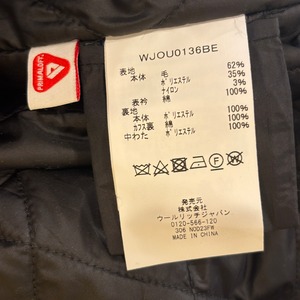 PRIMALOFT
WJOU0136BE
表地 62%
本体 毛 35%
ポリエステル 3%
ナイロン 100%
表衿 綿
裏地 100%
本体 ポリエステル 100%
カフス裏 綿 100%
中わた ポリエステル
発売元
株式会社
ウールリッチジャパン
0120-566-120
306 NOD23FW
MADE IN CHINA